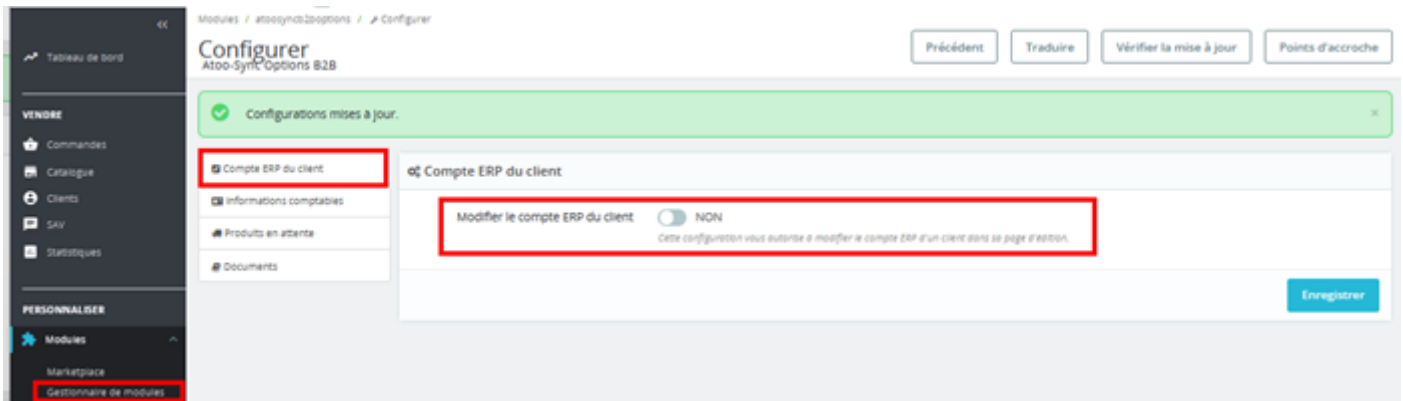 Modules / atoosyncb2boptions / Configurer
Configurer
Atoo-Sync Options B2B
Précédent
Traduire
Vérifier la mise à jour
Points d'accroche
Tableau de bord
VENDRE
Commandes
Catalogue
Clients
SAV
Statistiques
PERSONNALISER
Modules
Marketplace
Gestionnaire de modules
Configurations mises à jour.
Compte ERP du client
Informations comptables
Produits en attente
Documents
Compte ERP du client
Modifier le compte ERP du client NON
Cette configuration vous autorise à modifier le compte ERP d'un client dans sa page d'édition.
Enregistrer